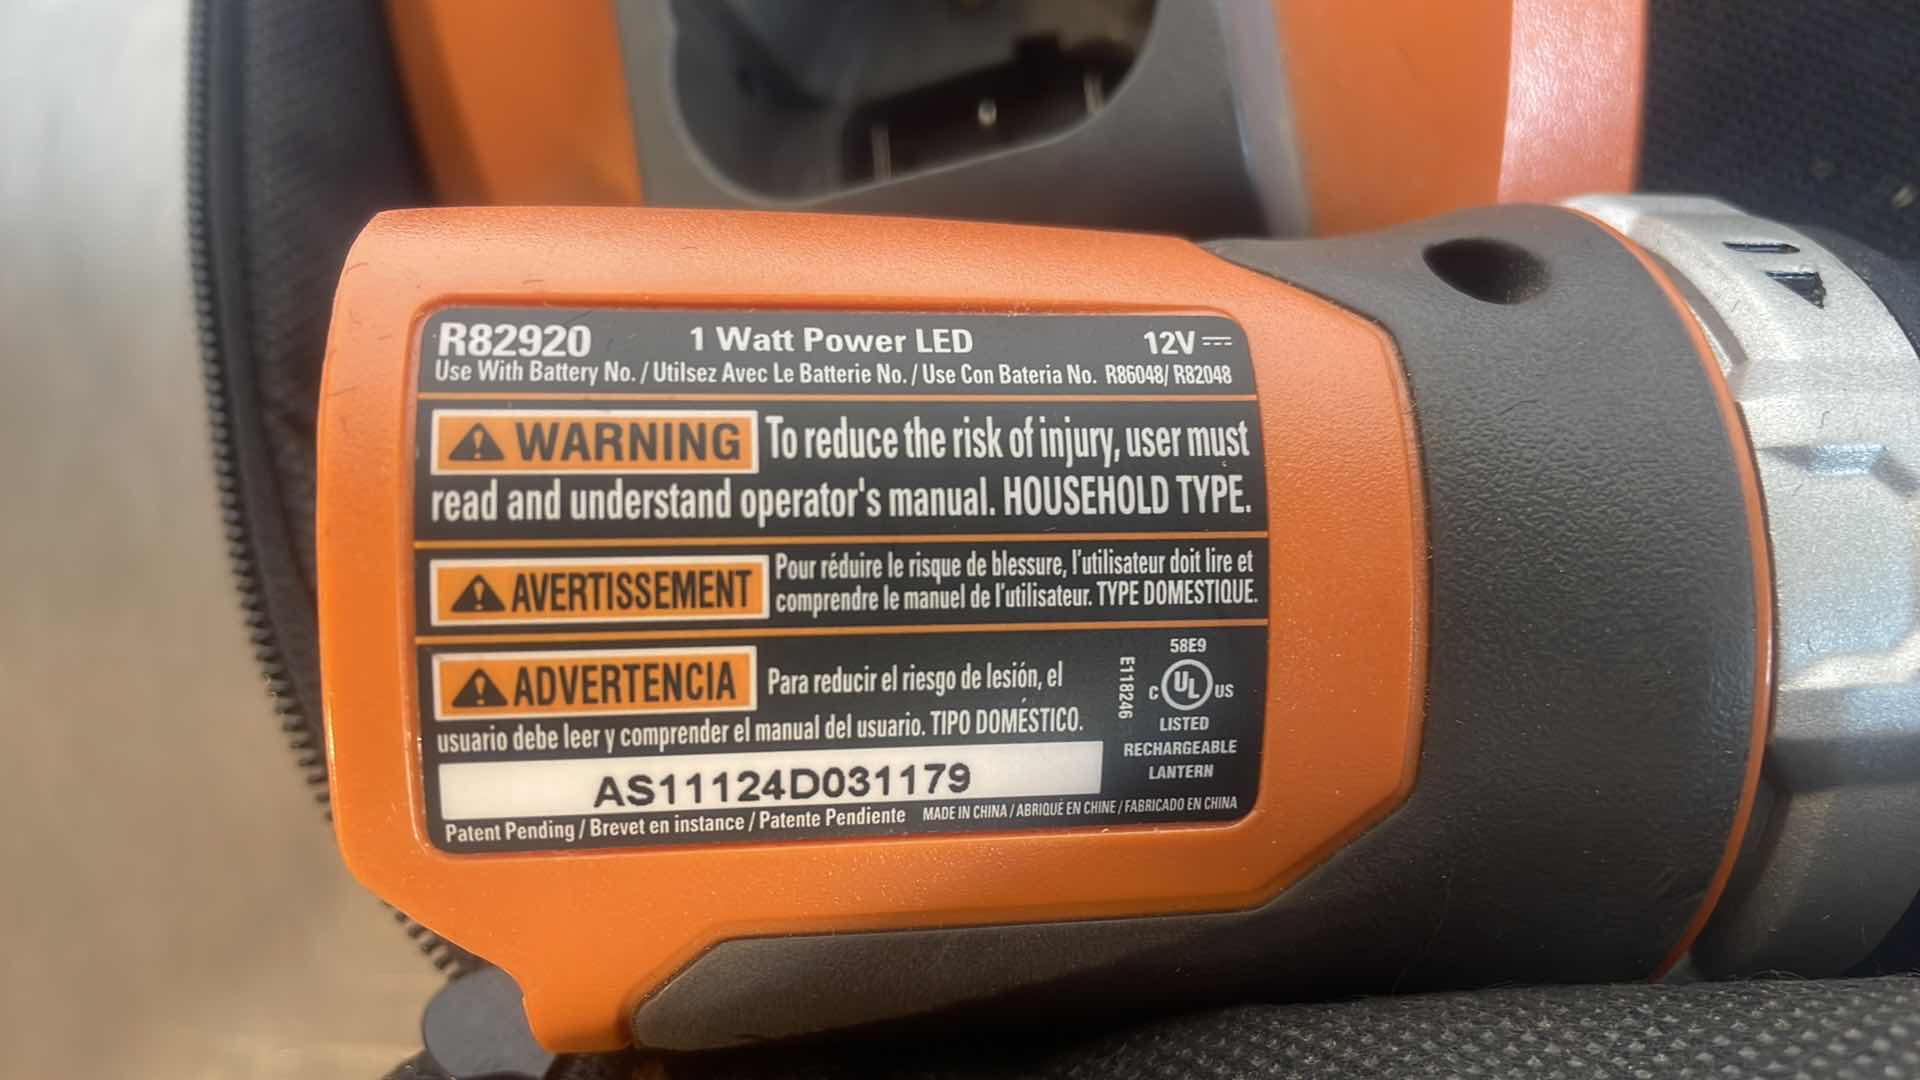 R82920 1 Watt Power LED 12V
Use With Battery No. / Utilsez Avec Le Batterie No. / Use Con Bateria No. R86048/ R82048
WARNING To reduce the risk of injury, user must
read and understand operator's manual. HOUSEHOLD TYPE.
AVERTISSEMENT Pour réduire le risque de blessure, l'utilisateur doit lire et
comprendre le manuel de l'utilisateur. TYPE DOMESTIQUE.
ADVERTENCIA Para reducir el riesgo de lesión, el
usuario debe leer y comprender el manual del usuario. TIPO DOMÉSTICO.
58E9
E118246
C UL US
LISTED
RECHARGEABLE
LANTERN
AS11124D031179
Patent Pending / Brevet en instance / Patente Pendiente MADE IN CHINA / ABRIQUÉ EN CHINE / FABRICADO EN CHINA